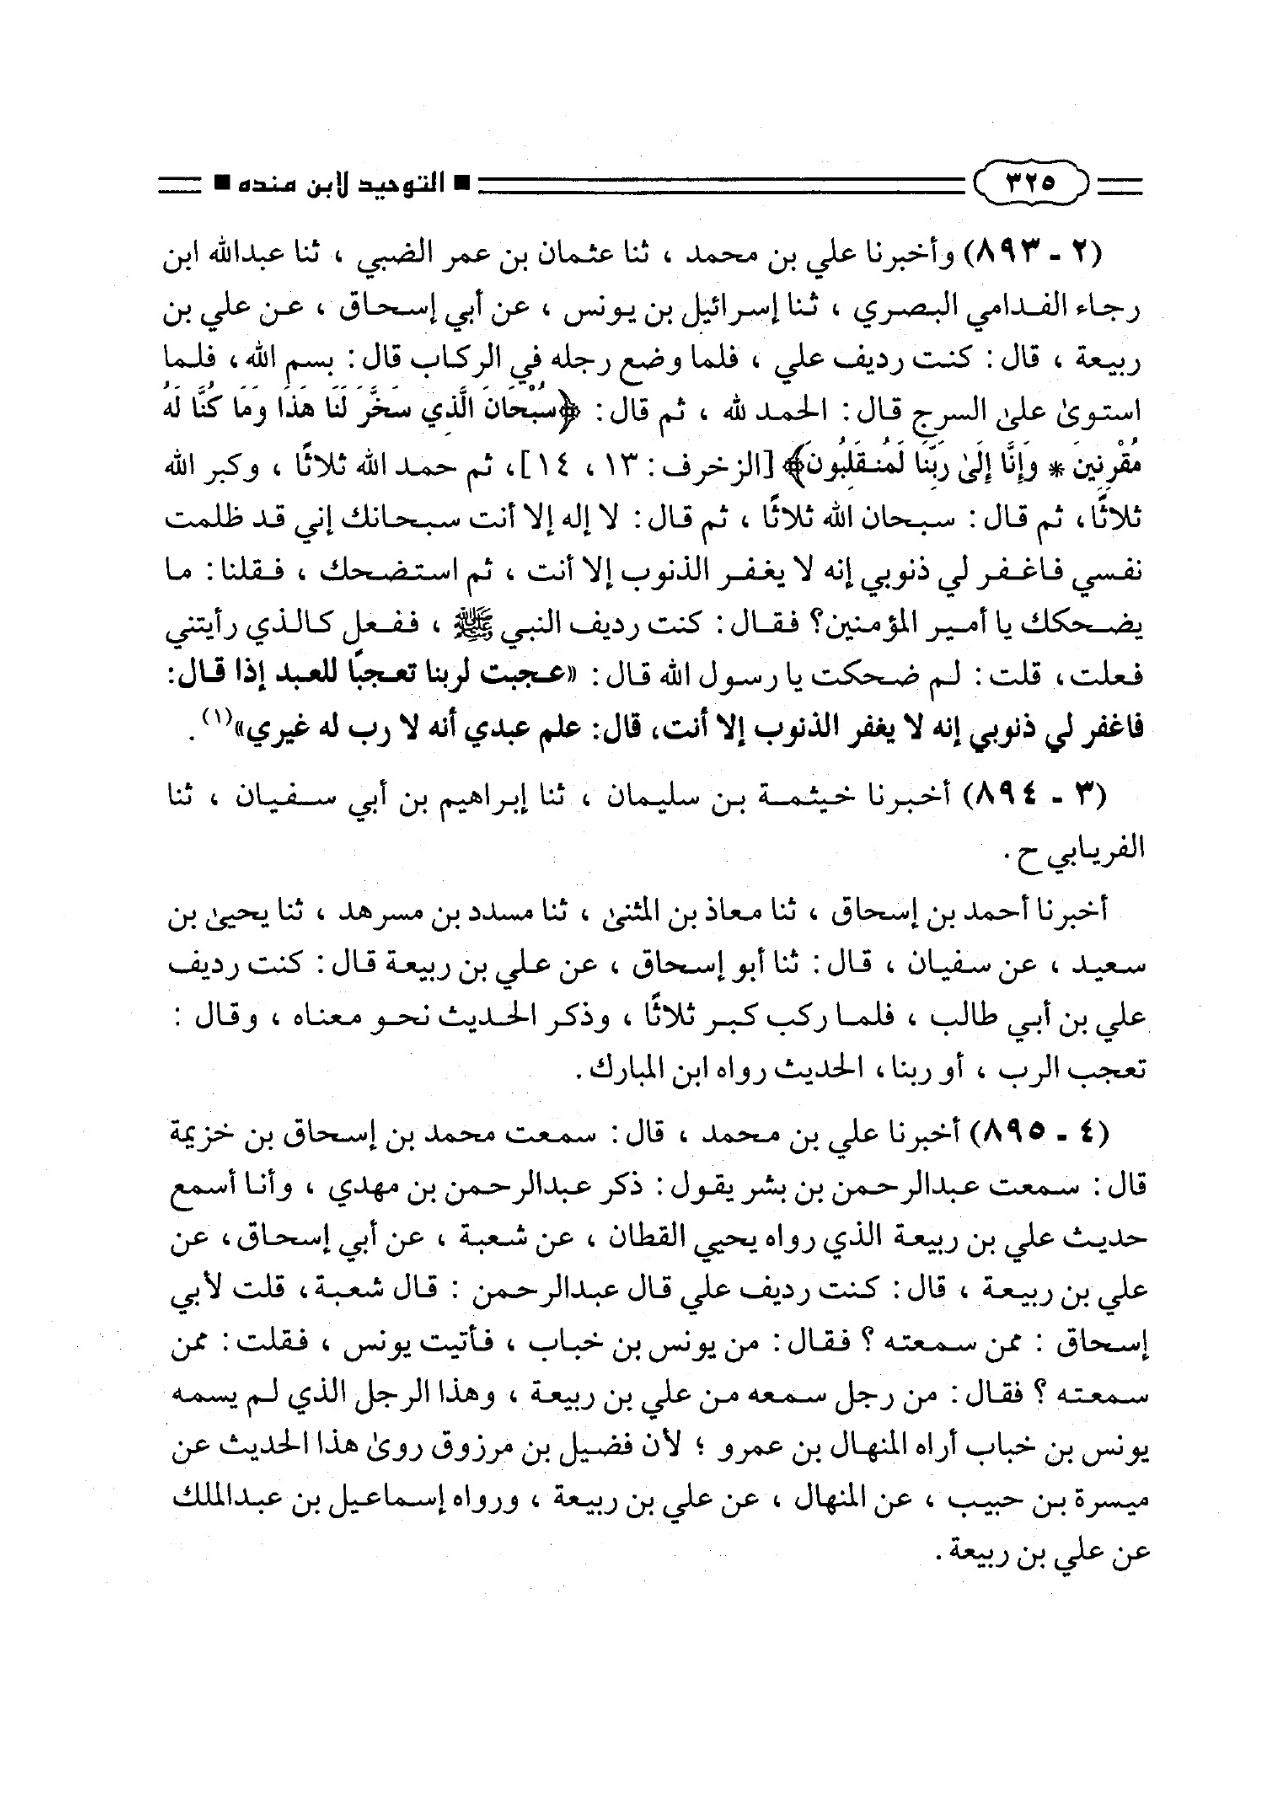 ٣٢٥ ■ التوحيد لابن منده ■
(٢ - ٨٩٣) وأخبرنا علي بن محمد ، ثنا عثمان بن عمر الضبي ، ثنا عبدالله ابن
رجاء الفدامي البصري ، ثنا إسرائيل بن يونس ، عن أبي إسحاق ، عن علي بن
ربيعة ، قال : كنت رديف علي ، فلما وضع رجله في الركاب قال : بسم الله ، فلما
استوىٰ علىٰ السرج قال : الحمد لله ، ثم قال : ﴿سُبْحَانَ الَّذِي سَخَّرَ لَنَا هَذَا وَمَا كُنَّا لَهُ
مُقْرِنِينَ * وَإِنَّا إِلَىٰ رَبِّنَا لَمُنقَلِبُونَ﴾ [الزخرف : ١٣ ، ١٤]، ثم حمد الله ثلاثًا ، وكبر الله
ثلاثًا ، ثم قال : سبحان الله ثلاثًا ، ثم قال : لا إله إلا أنت سبحانك إني قد ظلمت
نفسي فاغفر لي ذنوبي إنه لا يغفر الذنوب إلا أنت ، ثم استضحك ، فقلنا : ما
يضحكك يا أمير المؤمنين؟ فقال : كنت رديف النبي ﷺ ، ففعل كالذي رأيتني
فعلت ، قلت : لم ضحكت يا رسول الله قال : «عجبت لربنا تعجبًا للعبد إذا قال:
فاغفر لي ذنوبي إنه لا يغفر الذنوب إلا أنت، قال: علم عبدي أنه لا رب له غيري»(١) .
(٣ - ٨٩٤) أخبرنا خيثمة بن سليمان ، ثنا إبراهيم بن أبي سفيان ، ثنا
الفريابي ح .
أخبرنا أحمد بن إسحاق ، ثنا معاذ بن المثنىٰ ، ثنا مسدد بن مسرهد ، ثنا يحيىٰ بن
سعيد ، عن سفيان ، قال : ثنا أبو إسحاق ، عن علي بن ربيعة قال : كنت رديف
علي بن أبي طالب ، فلما ركب كبر ثلاثًا ، وذكر الحديث نحو معناه ، وقال :
تعجب الرب ، أو ربنا ، الحديث رواه ابن المبارك .
(٤ - ٨٩٥) أخبرنا علي بن محمد ، قال : سمعت محمد بن إسحاق بن خزيمة
قال : سمعت عبدالرحمن بن بشر يقول : ذكر عبدالرحمن بن مهدي ، وأنا أسمع
حديث علي بن ربيعة الذي رواه يحيي القطان ، عن شعبة ، عن أبي إسحاق ، عن
علي بن ربيعة ، قال : كنت رديف علي قال عبدالرحمن : قال شعبة ، قلت لأبي
إسحاق : ممن سمعته ؟ فقال : من يونس بن خباب ، فأتيت يونس ، فقلت : ممن
سمعته ؟ فقال : من رجل سمعه من علي بن ربيعة ، وهذا الرجل الذي لم يسمه
يونس بن خباب أراه المنهال بن عمرو ؛ لأن فضيل بن مرزوق روىٰ هذا الحديث عن
ميسرة بن حبيب ، عن المنهال ، عن علي بن ربيعة ، ورواه إسماعيل بن عبدالملك
عن علي بن ربيعة .